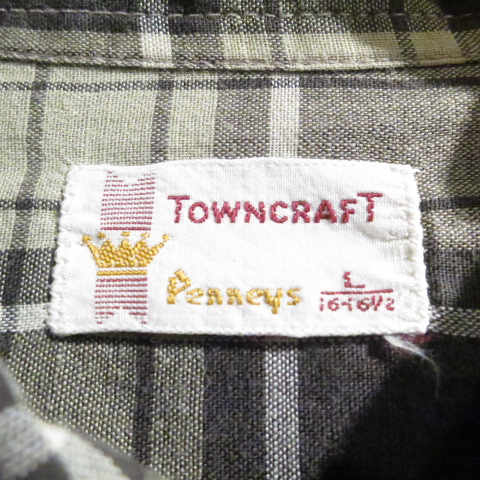 TOWNCRAFT
Penneys L
16-16½